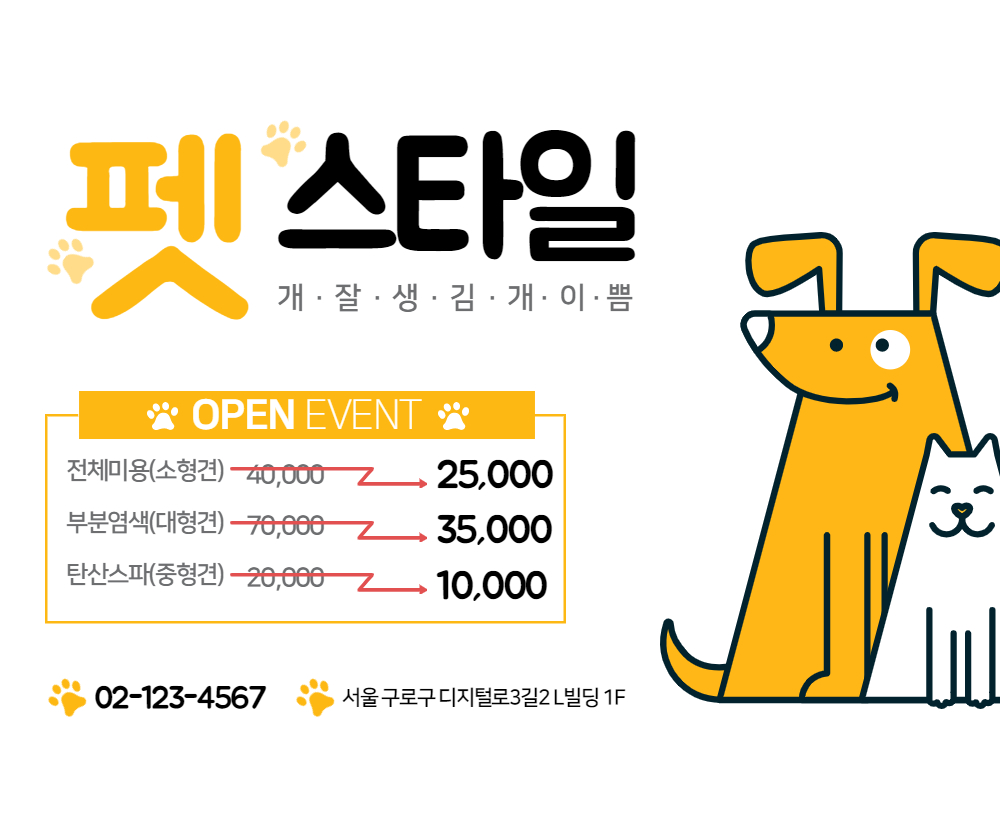 펫스타일
개·잘·생·김·개·이·쁨
OPEN EVENT
전체미용(소형견) 40,000 25,000
부분염색(대형견) 70,000 35,000
탄산스파(중형견) 20,000 10,000
02-123-4567 서울 구로구 디지털로3길2 L빌딩 1F